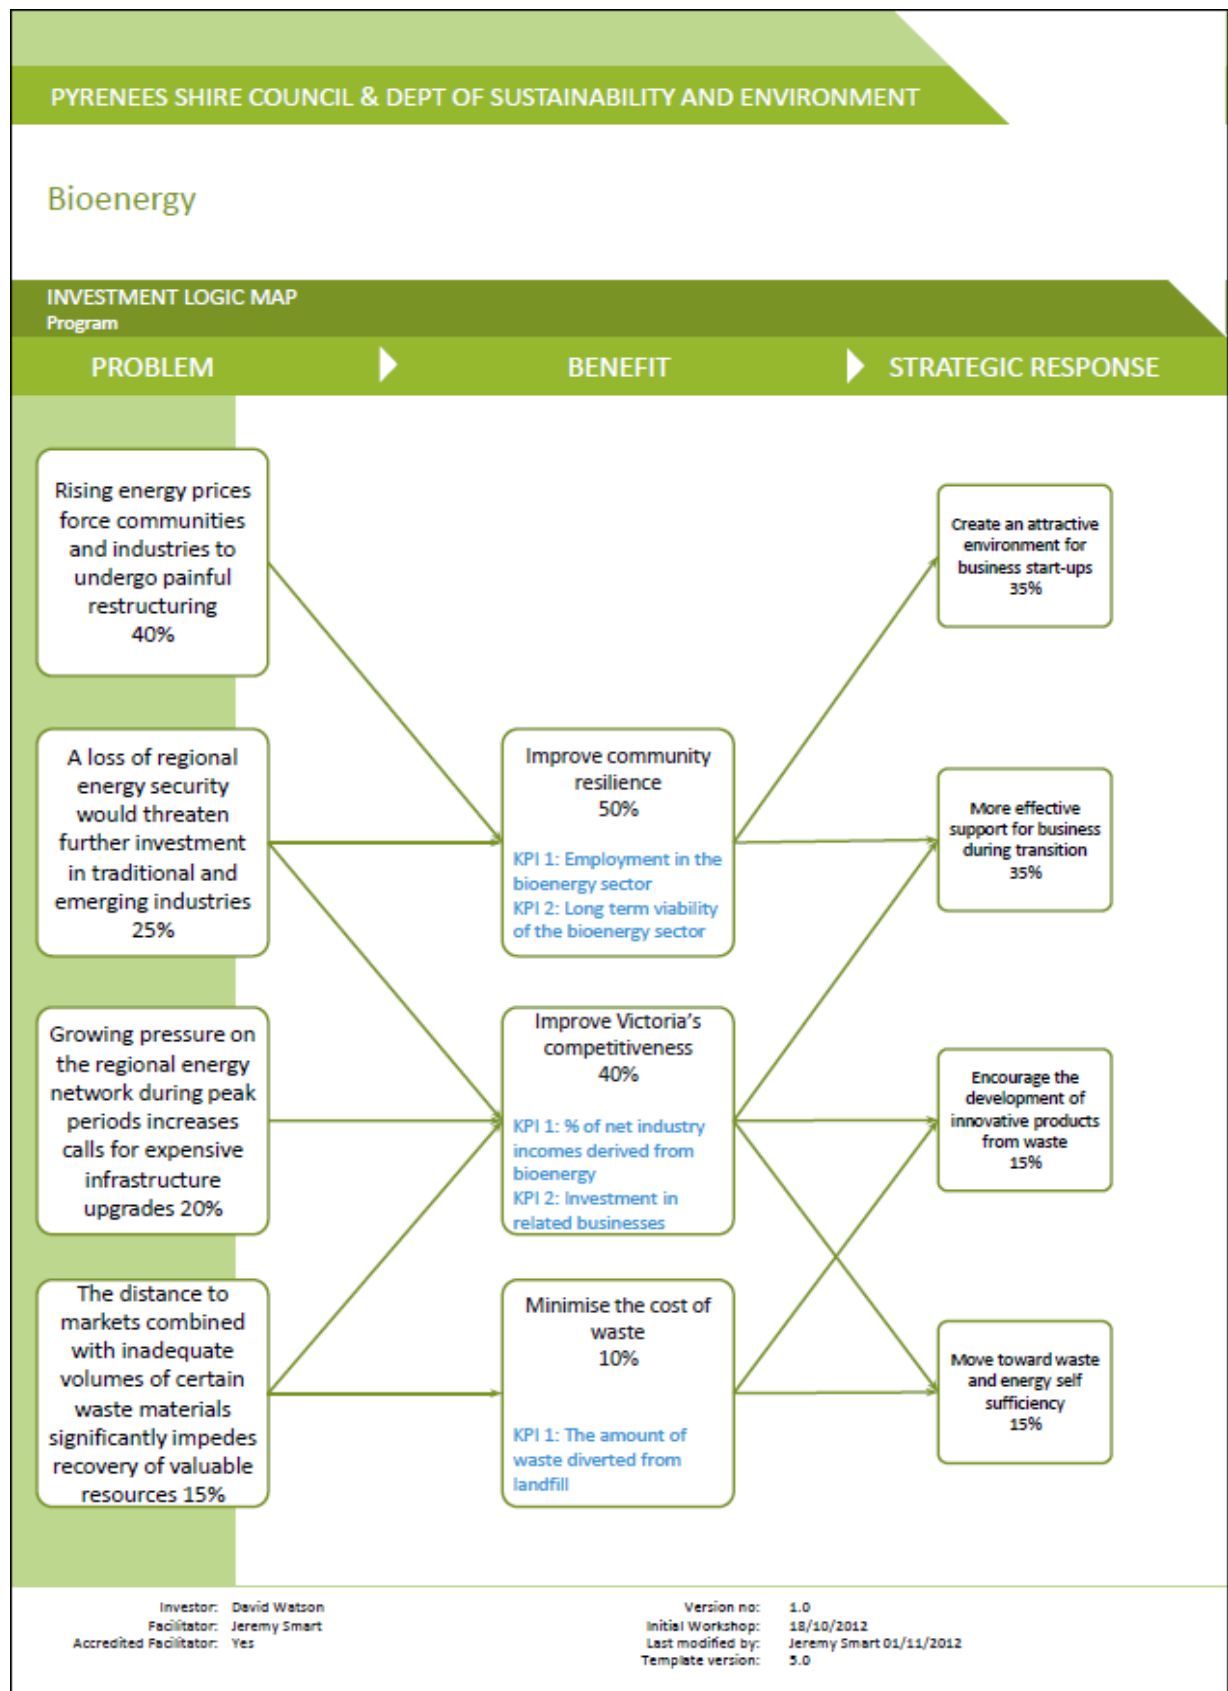 PYRENEES SHIRE COUNCIL & DEPT OF SUSTAINABILITY AND ENVIRONMENT
Bioenergy
INVESTMENT LOGIC MAP
Program
PROBLEM
BENEFIT
STRATEGIC RESPONSE
Rising energy prices
force communities
and industries to
undergo painful
restructuring
40%
A loss of regional
energy security
would threaten
further investment
in traditional and
emerging industries
25%
Growing pressure on
the regional energy
network during peak
periods increases
calls for expensive
infrastructure
upgrades 20%
The distance to
markets combined
with inadequate
volumes of certain
waste materials
significantly impedes
recovery of valuable
resources 15%
Improve community
resilience
50%
KPI 1: Employment in the
bioenergy sector
KPI 2: Long term viability
of the bioenergy sector
Improve Victoria's
competitiveness
40%
KPI 1: % of net industry
incomes derived from
bioenergy
KPI 2: Investment in
related businesses
Minimise the cost of
waste
10%
KPI 1: The amount of
waste diverted from
landfill
Create an attractive
environment for
business start-ups
35%
More effective
support for business
during transition
35%
Encourage the
development of
innovative products
from waste
15%
Move toward waste
and energy self
sufficiency
15%
Investor: David Watson
Facilitator: Jeremy Smart
Accredited Facilitator: Yes
Version no: 1.0
Initial Workshop: 18/10/2012
Last modified by: Jeremy Smart 01/11/2012
Template version: 5.0